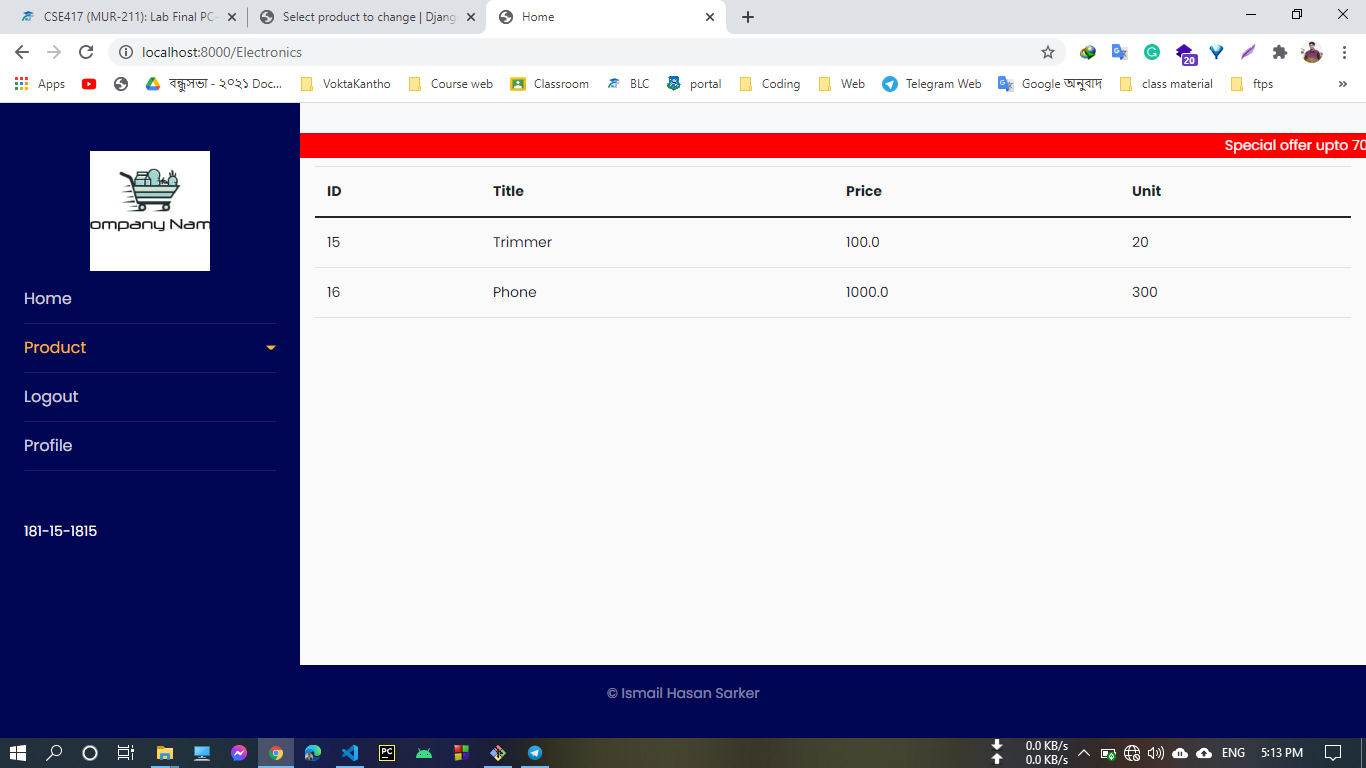 CSE417 (MUR-211): Lab Final PC-
Select product to change | Djang
Home
localhost:8000/Electronics
20
Apps
বন্ধুসভা - ২০২১ Doc...
VoktaKantho
Course web
Classroom
BLC
portal
Coding
Web
Telegram Web
Google অনুবাদ
class material
ftps
»
Special offer upto 70
ompany Nam
ID Title Price Unit
15 Trimmer 100.0 20
16 Phone 1000.0 300
Home
Product
Logout
Profile
181-15-1815
© Ismail Hasan Sarker
PC
0.0 KB/s
0.0 KB/s
ENG
5:13 PM